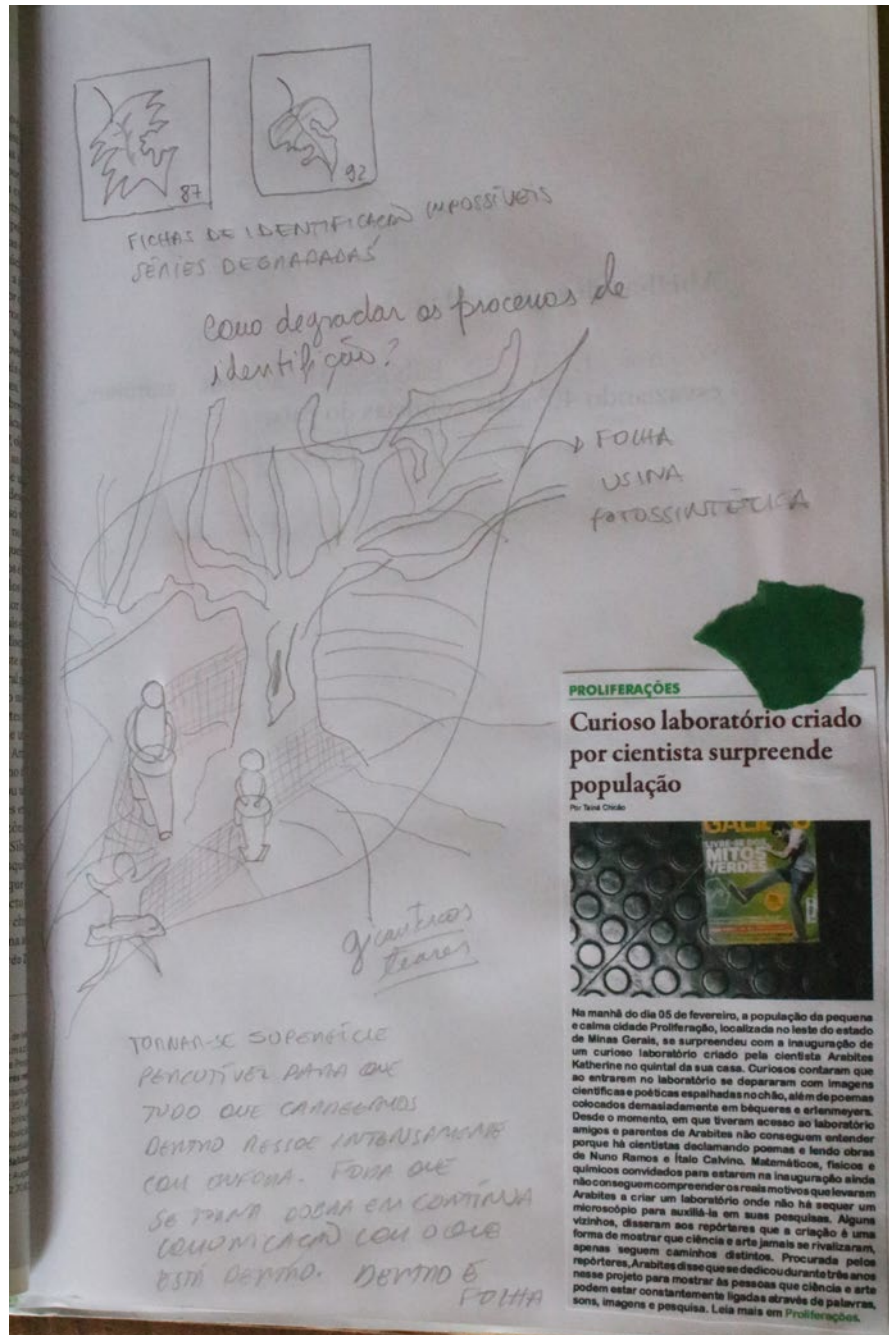 87
92
FICHAS DE IDENTIFICAÇÃO IMPOSSÍVEIS
SÉRIES DEGRADADAS
Como degradar os processos de
identifição?
FOLHA
USINA
FOTOSSINTÉTICA
gigantescos
teares
TORNAR-SE SUPERFÍCIE
PERCUTÍVEL PARA QUE
TUDO QUE CARREGAMOS
DENTRO RESSOE INTENSAMENTE
COM O FORA. FORA QUE
SE TORNA DOBRA EM CONTÍNUA
COMUNICAÇÃO COM O QUE
ESTÁ DENTRO. DENTRO É
FOLHA
PROLIFERAÇÕES
Curioso laboratório criado
por cientista surpreende
população
Por Tainá Chicão
LIVRE-SE DOS
MITOS
VERDES
Na manhã do dia 05 de fevereiro, a população da pequena
e calma cidade Proliferação, localizada no leste do estado
de Minas Gerais, se surpreendeu com a inauguração de
um curioso laboratório criado pela cientista Arabites
Katherine no quintal da sua casa. Curiosos contaram que
ao entrarem no laboratório se depararam com imagens
científicas e poéticas espalhadas no chão, além de poemas
colocados demasiadamente em béqueres e erlenmeyers.
Desde o momento, em que tiveram acesso ao laboratório
amigos e parentes de Arabites não conseguem entender
porque há cientistas declamando poemas e lendo obras
de Nuno Ramos e Ítalo Calvino. Matemáticos, físicos e
químicos convidados para estarem na inauguração ainda
não conseguem compreender os reais motivos que levaram
Arabites a criar um laboratório onde não há sequer um
microscópio para auxiliá-la em suas pesquisas. Alguns
vizinhos, disseram aos repórteres que a criação é uma
forma de mostrar que ciência e arte jamais se rivalizaram,
apenas seguem caminhos distintos. Procurada pelos
repórteres, Arabites disse que se dedicou durante três anos
nesse projeto para mostrar às pessoas que ciência e arte
podem estar constantemente ligadas através de palavras,
sons, imagens e pesquisa. Leia mais em Proliferações.